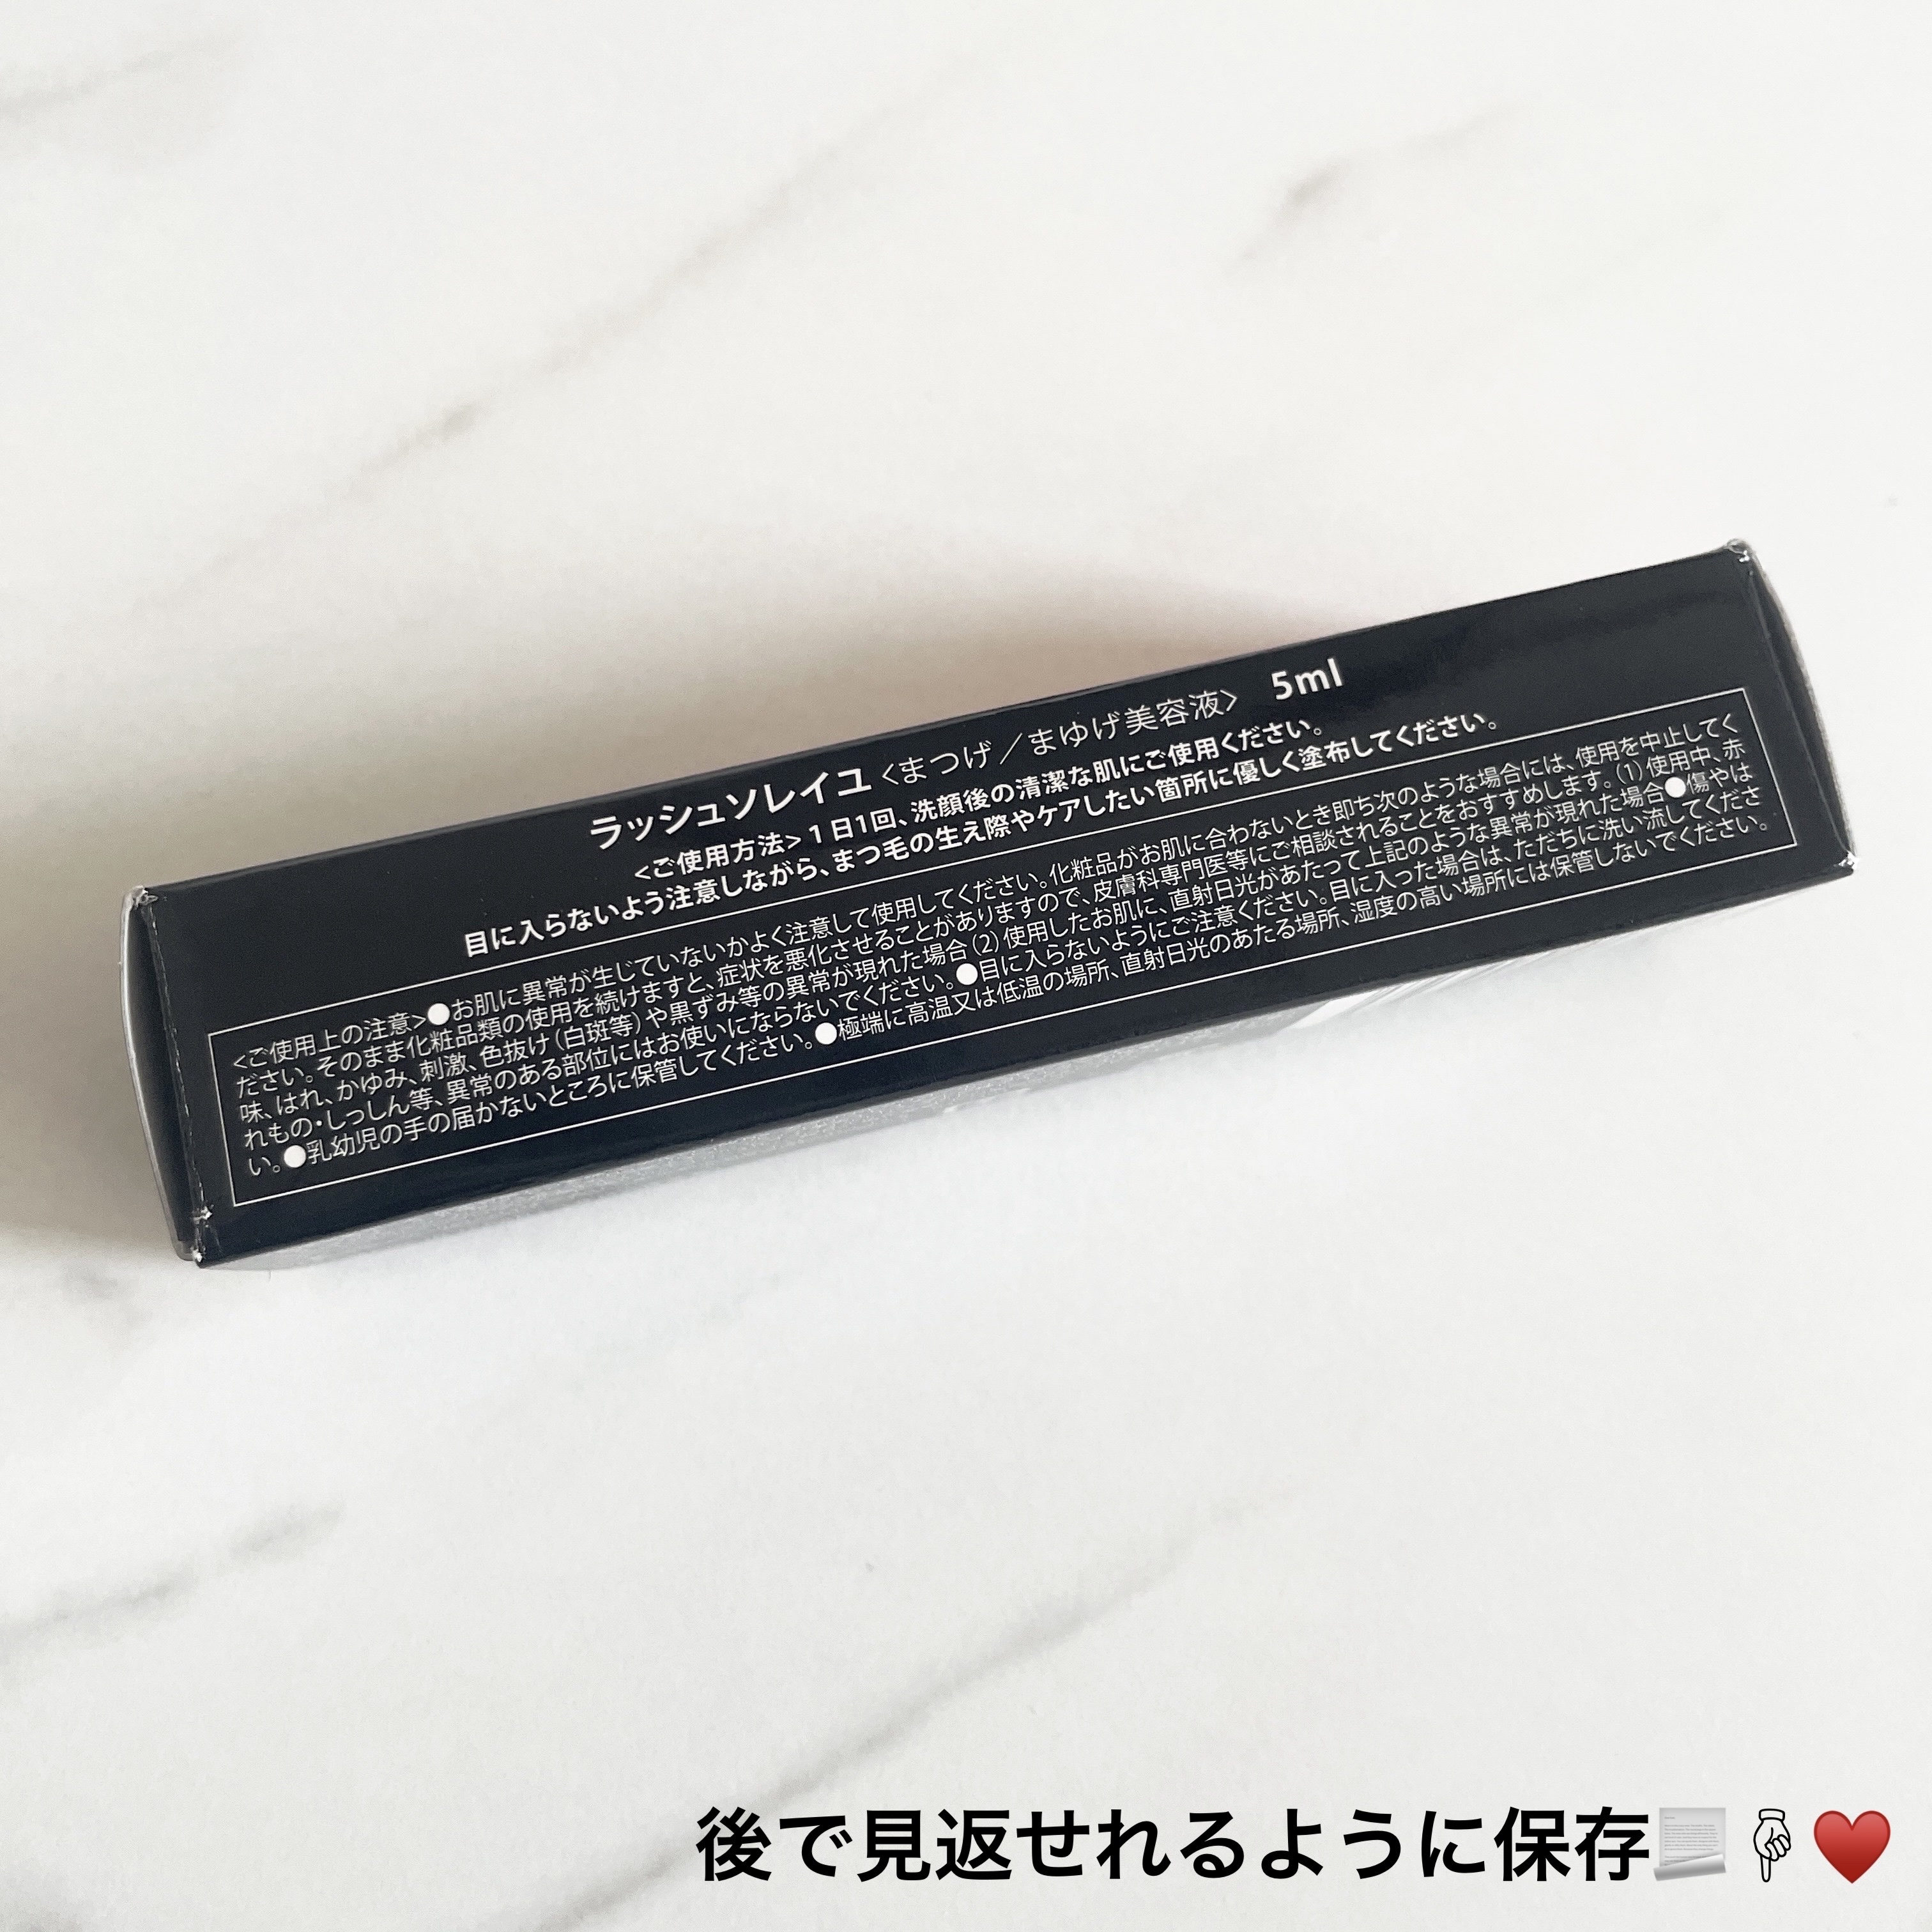 ラッシュソレイユ〈まつげ／まゆげ美容液〉 5ml
<ご使用方法>1日1回、洗顔後の清潔な肌にご使用ください。
目に入らないよう注意しながら、まつ毛の生え際やケアしたい箇所に優しく塗布してください。
<ご使用上の注意>●お肌に異常が生じていないかよく注意して使用してください。化粧品がお肌に合わないとき即ち次のような場合には、使用を中止してく
ださい。そのまま化粧品類の使用を続けますと、症状を悪化させることがありますので、皮膚科専門医等にご相談されることをおすすめします。(1)使用中、赤
味、はれ、かゆみ、刺激、色抜け(白斑等)や黒ずみ等の異常が現れた場合(2)使用したお肌に、直射日光があたって上記のような異常が現れた場合●傷やは
れもの・しっしん等、異常のある部位にはお使いにならないでください。●目に入らないようにご注意ください。目に入った場合は、ただちに洗い流してくださ
い。●乳幼児の手の届かないところに保管してください。●極端に高温又は低温の場所、直射日光のあたる場所、湿度の高い場所には保管しないでください。
後で見返せれるように保存📃☟♥️